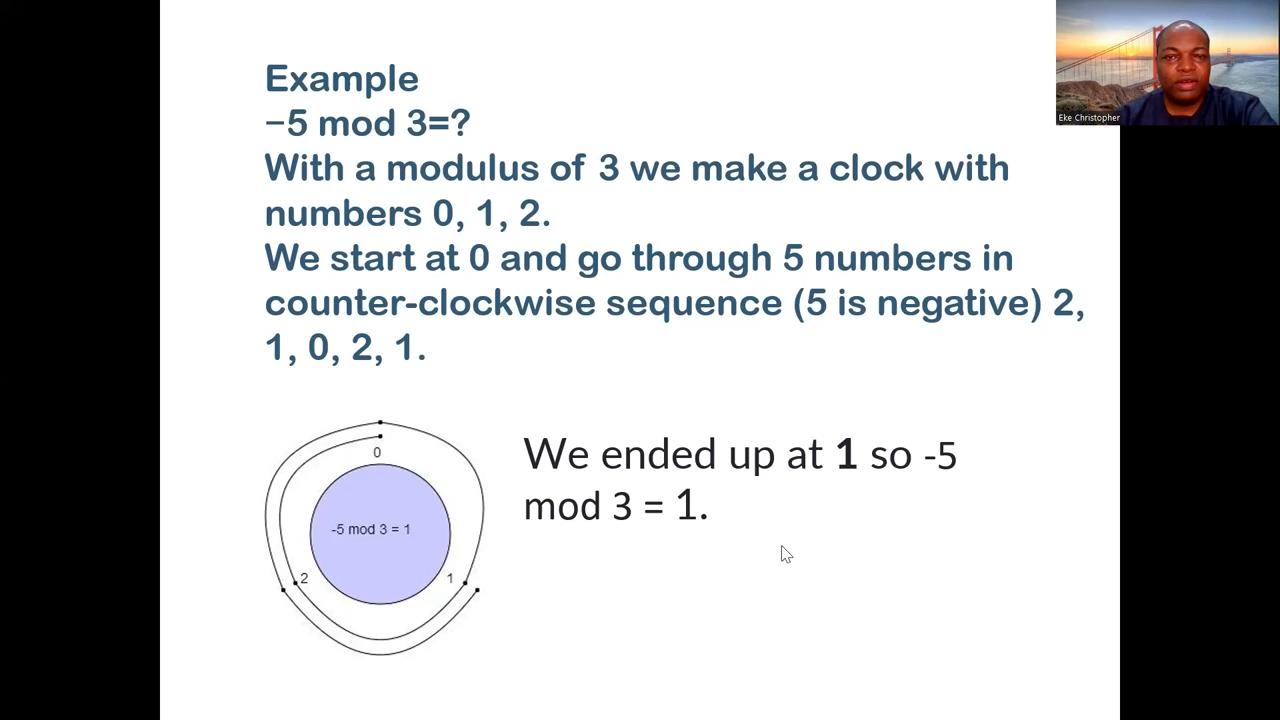 Example
−5 mod 3=?
With a modulus of 3 we make a clock with
numbers 0, 1, 2.
We start at 0 and go through 5 numbers in
counter-clockwise sequence (5 is negative) 2,
1, 0, 2, 1.
0
-5 mod 3 = 1
2
1
We ended up at 1 so -5
mod 3 = 1.
Eke Christopher